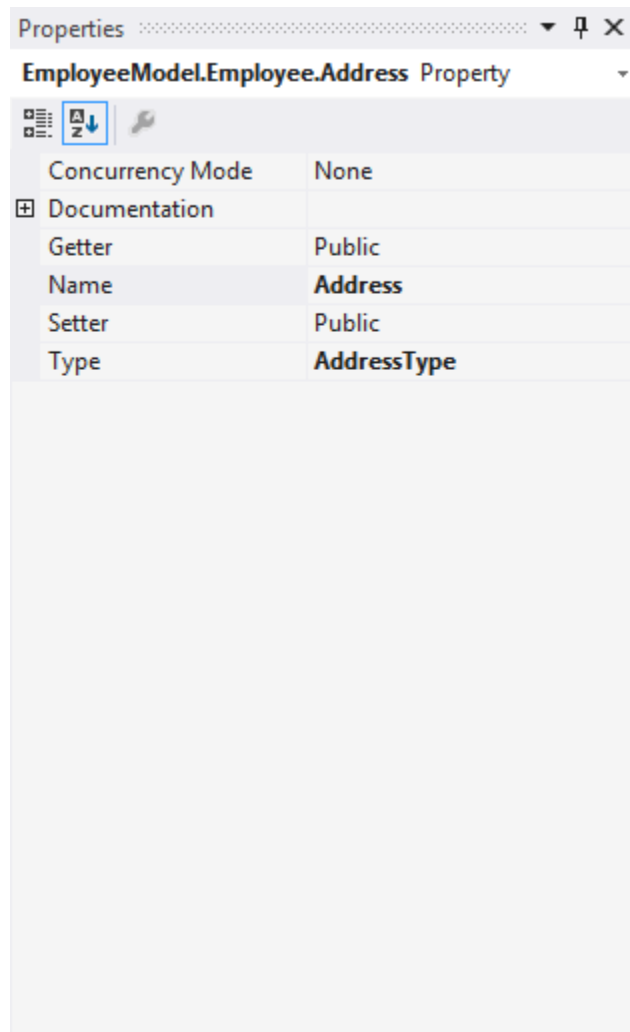 Properties
EmployeeModel.Employee.Address Property
Concurrency Mode None
Documentation
Getter Public
Name Address
Setter Public
Type AddressType